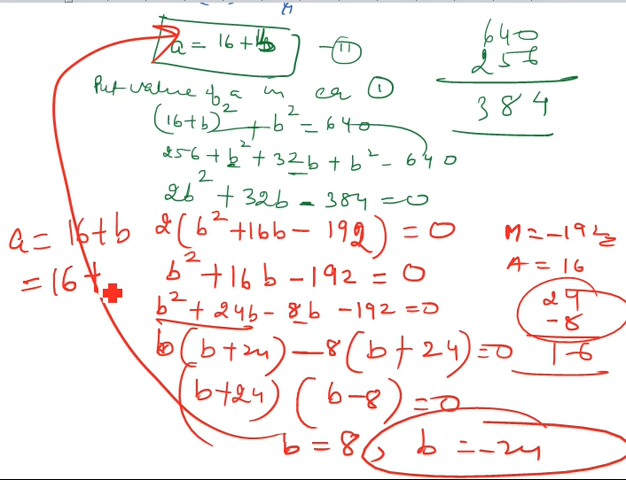 a = 16 + b — (11)
Put value of a in eq (1)
(16+b)² + b² = 640
256 + b² + 32b + b² - 640
2b² + 32b - 384 = 0
2(b² + 16b - 192) = 0
b² + 16b - 192 = 0
b² + 24b - 8b - 192 = 0
b(b+24) - 8(b+24) = 0
(b+24)(b-8) = 0
b = 8, b = -24
a = 16 + b
= 16 +
640
256
384
M = -192
A = 16
24
-8
16